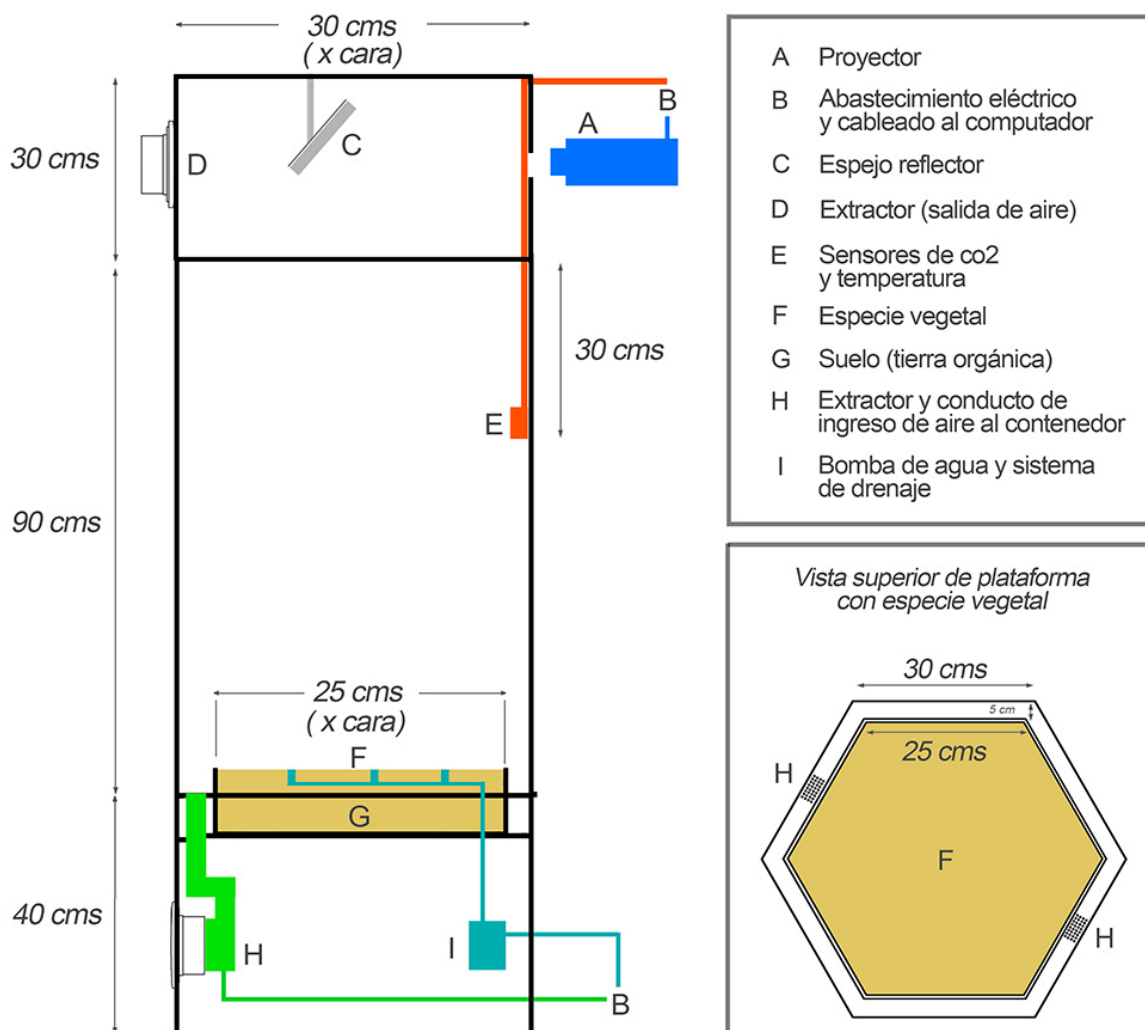 30 cms
( x cara)
30 cms
D
C
A
B
30 cms
E
90 cms
25 cms
( x cara)
F
G
40 cms
H
I
B
A Proyector
B Abastecimiento eléctrico
y cableado al computador
C Espejo reflector
D Extractor (salida de aire)
E Sensores de co2
y temperatura
F Especie vegetal
G Suelo (tierra orgánica)
H Extractor y conducto de
ingreso de aire al contenedor
I Bomba de agua y sistema
de drenaje
Vista superior de plataforma
con especie vegetal
30 cms
5 cm
25 cms
H
F
H